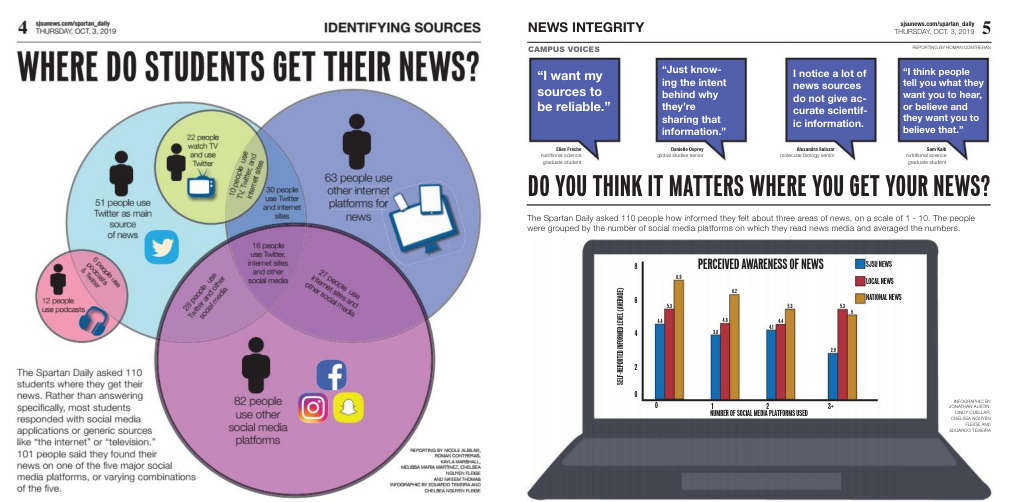 4
sjsunews.com/spartan_daily
THURSDAY, OCT. 3, 2019
IDENTIFYING SOURCES
WHERE DO STUDENTS GET THEIR NEWS?
22 people
watch TV
and use
Twitter
10 people use
TV, Twitter, and
internet sites
30 people
use Twitter
and internet
sites
63 people use
other internet
platforms for
news
51 people use
Twitter as main
source
of news
16 people
use Twitter,
internet sites
and other
social media
6 people use
podcasts
& Twitter
12 people
use podcasts
28 people use
Twitter and other
social media
27 people use
internet sites and
other social media
82 people
use other
social media
platforms
The Spartan Daily asked 110
students where they get their
news. Rather than answering
specifically, most students
responded with social media
applications or generic sources
like “the internet” or “television.”
101 people said they found their
news on one of the five major social
media platforms, or varying combinations
of the five.
REPORTING BY NICOLE ALBILAR,
ROMAN CONTRERAS,
KAYLA MARSHALL,
MELISSA MARIA MARTINEZ, CHELSEA
NGUYEN FLEIGE
AND NATEEM THOMAS
INFOGRAPHIC BY EDUARDO TEIXEIRA AND
CHELSEA NGUYEN FLEIGE
NEWS INTEGRITY
sjsunews.com/spartan_daily
THURSDAY, OCT. 3, 2019
5
CAMPUS VOICES
REPORTING BY ROMAN CONTRERAS
“I want my
sources to
be reliable.”
Elise Freche
nutritional science
graduate student
“Just know-
ing the intent
behind why
they're
sharing that
information.”
Danielle Osprey
global studies senior
I notice a lot of
news sources
do not give ac-
curate scientif-
ic information.
Alexandra Salazar
molecular biology senior
“I think people
tell you what they
want you to hear,
or believe and
they want you to
believe that.”
Sam Kalb
nutritional science
graduate student
DO YOU THINK IT MATTERS WHERE YOU GET YOUR NEWS?
The Spartan Daily asked 110 people how informed they felt about three areas of news, on a scale of 1 - 10. The people
were grouped by the number of social media platforms on which they read news media and averaged the numbers.
PERCEIVED AWARENESS OF NEWS
SJSU NEWS
LOCAL NEWS
NATIONAL NEWS
SELF-REPORTED INFORMED LEVEL (AVERAGE)
8
6
4
2
0
4.4
5.3
6.9
3.8
4.6
6.2
4.1
4.4
5.3
2.8
5.3
5
0
1
2
3+
NUMBER OF SOCIAL MEDIA PLATFORMS USED
INFOGRAPHIC BY
JONATHAN AUSTIN,
CINDY CUELLAR,
CHELSEA NGUYEN
FLEIGE AND
EDUARDO TEIXEIRA